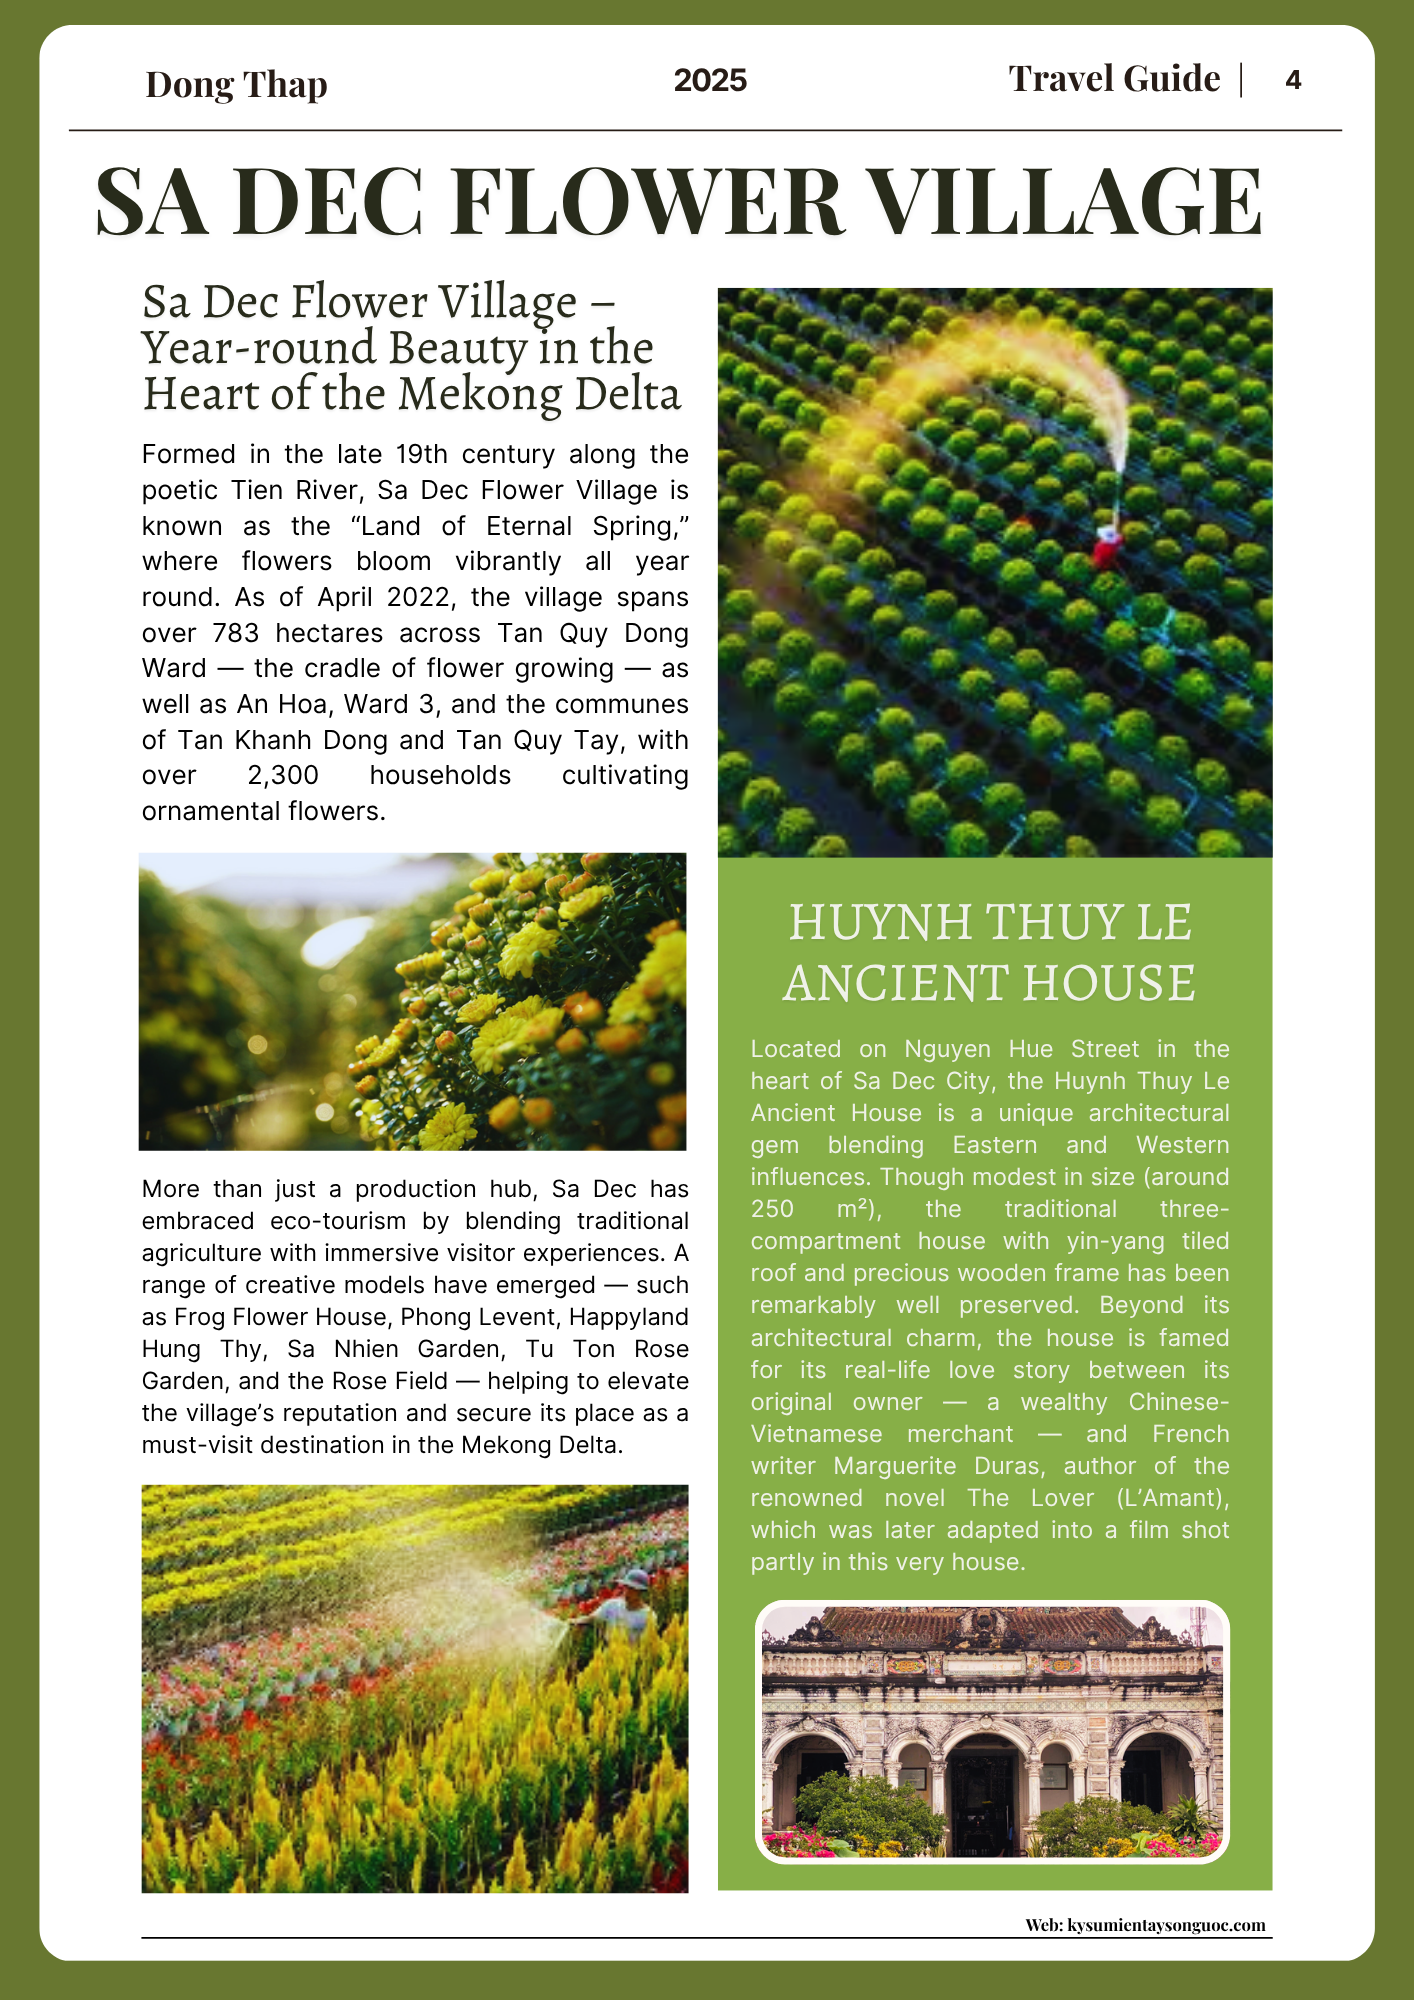 Dong Thap
2025
Travel Guide |
4
SA DEC FLOWER VILLAGE
Sa Dec Flower Village –
Year-round Beauty in the
Heart of the Mekong Delta
Formed in the late 19th century along the
poetic Tien River, Sa Dec Flower Village is
known as the “Land of Eternal Spring,”
where flowers bloom vibrantly all year
round. As of April 2022, the village spans
over 783 hectares across Tan Quy Dong
Ward — the cradle of flower growing — as
well as An Hoa, Ward 3, and the communes
of Tan Khanh Dong and Tan Quy Tay, with
over 2,300 households cultivating
ornamental flowers.
More than just a production hub, Sa Dec has
embraced eco-tourism by blending traditional
agriculture with immersive visitor experiences. A
range of creative models have emerged — such
as Frog Flower House, Phong Levent, Happyland
Hung Thy, Sa Nhien Garden, Tu Ton Rose
Garden, and the Rose Field — helping to elevate
the village’s reputation and secure its place as a
must-visit destination in the Mekong Delta.
HUYNH THUY LE
ANCIENT HOUSE
Located on Nguyen Hue Street in the
heart of Sa Dec City, the Huynh Thuy Le
Ancient House is a unique architectural
gem blending Eastern and Western
influences. Though modest in size (around
250 m²), the traditional three-
compartment house with yin-yang tiled
roof and precious wooden frame has been
remarkably well preserved. Beyond its
architectural charm, the house is famed
for its real-life love story between its
original owner — a wealthy Chinese-
Vietnamese merchant — and French
writer Marguerite Duras, author of the
renowned novel The Lover (L’Amant),
which was later adapted into a film shot
partly in this very house.
Web: kysumientaysonguoc.com